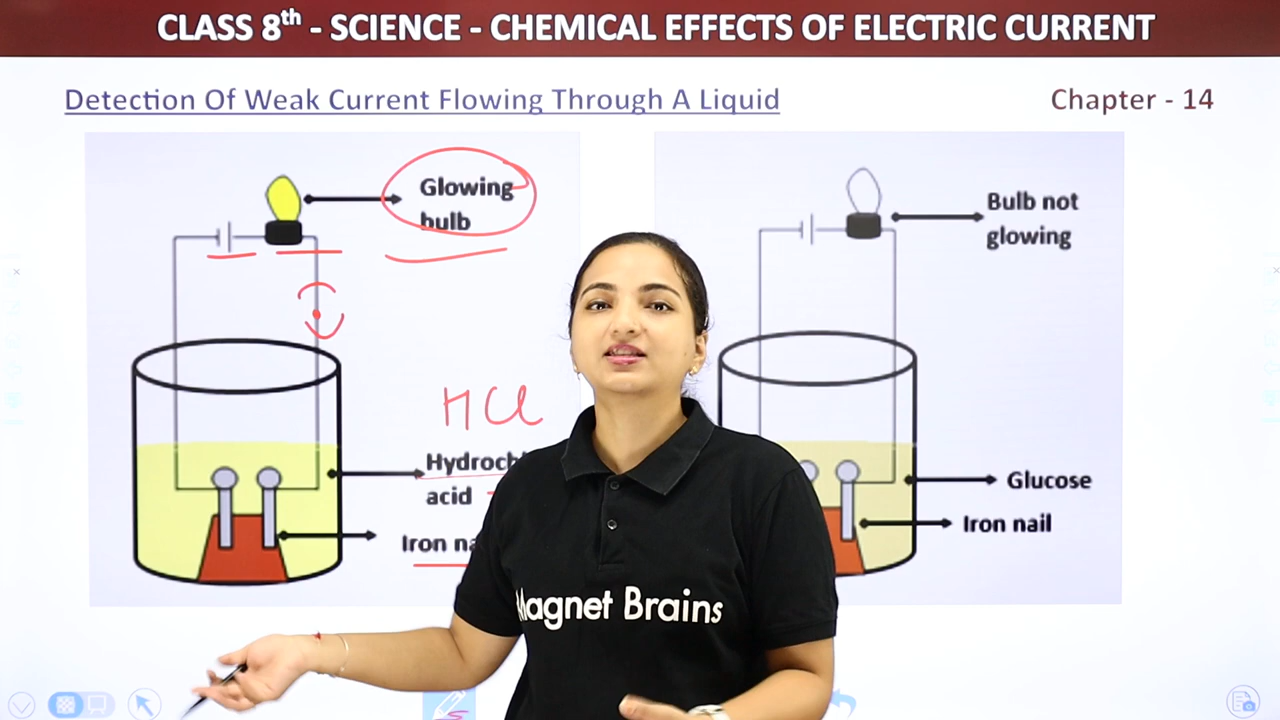 CLASS 8th - SCIENCE - CHEMICAL EFFECTS OF ELECTRIC CURRENT
Detection Of Weak Current Flowing Through A Liquid
Chapter - 14
Glowing
bulb
HCl
acid
Bulb not
glowing
Glucose
Iron nail
Iron
Magnet Brains